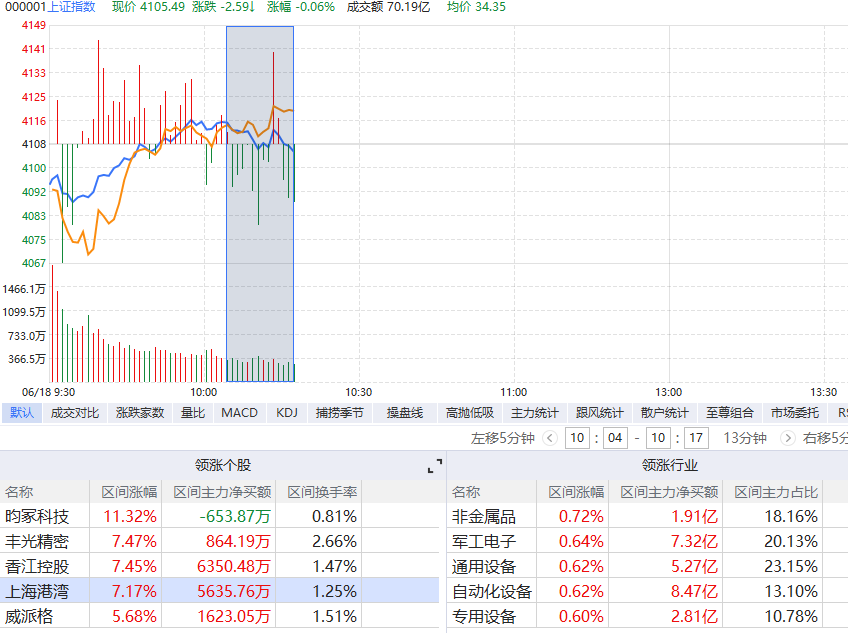 000001上证指数 现价 4105.49 涨跌 -2.59↓ 涨幅 -0.06% 成交额 70.19亿 均价 34.35
4149
4141
4133
4125
4116
4108
4100
4092
4083
4075
4067
1466.1万
1099.5万
733.0万
366.5万
06/18 9:30 10:00 10:30 11:00 13:00 13:30
默认 成交对比 涨跌家数 量比 MACD KDJ 捕捞季节 操盘线 高抛低吸 主力统计 跟风统计 散户统计 至尊组合 市场委托 RS
左移5分钟 10 : 04 - 10 : 17 13分钟 右移5分
领涨个股 领涨行业
名称 区间涨幅 区间主力净买额 区间换手率 名称 区间涨幅 区间主力净买额 区间主力占比
昀冢科技 11.32% -653.87万 0.81% 非金属品 0.72% 1.91亿 18.16%
丰光精密 7.47% 864.19万 2.66% 军工电子 0.64% 7.32亿 20.13%
香江控股 7.45% 6350.48万 1.47% 通用设备 0.62% 5.27亿 23.15%
上海港湾 7.17% 5635.76万 1.25% 自动化设备 0.62% 8.47亿 13.10%
威派格 5.68% 1623.05万 1.51% 专用设备 0.60% 2.81亿 10.78%